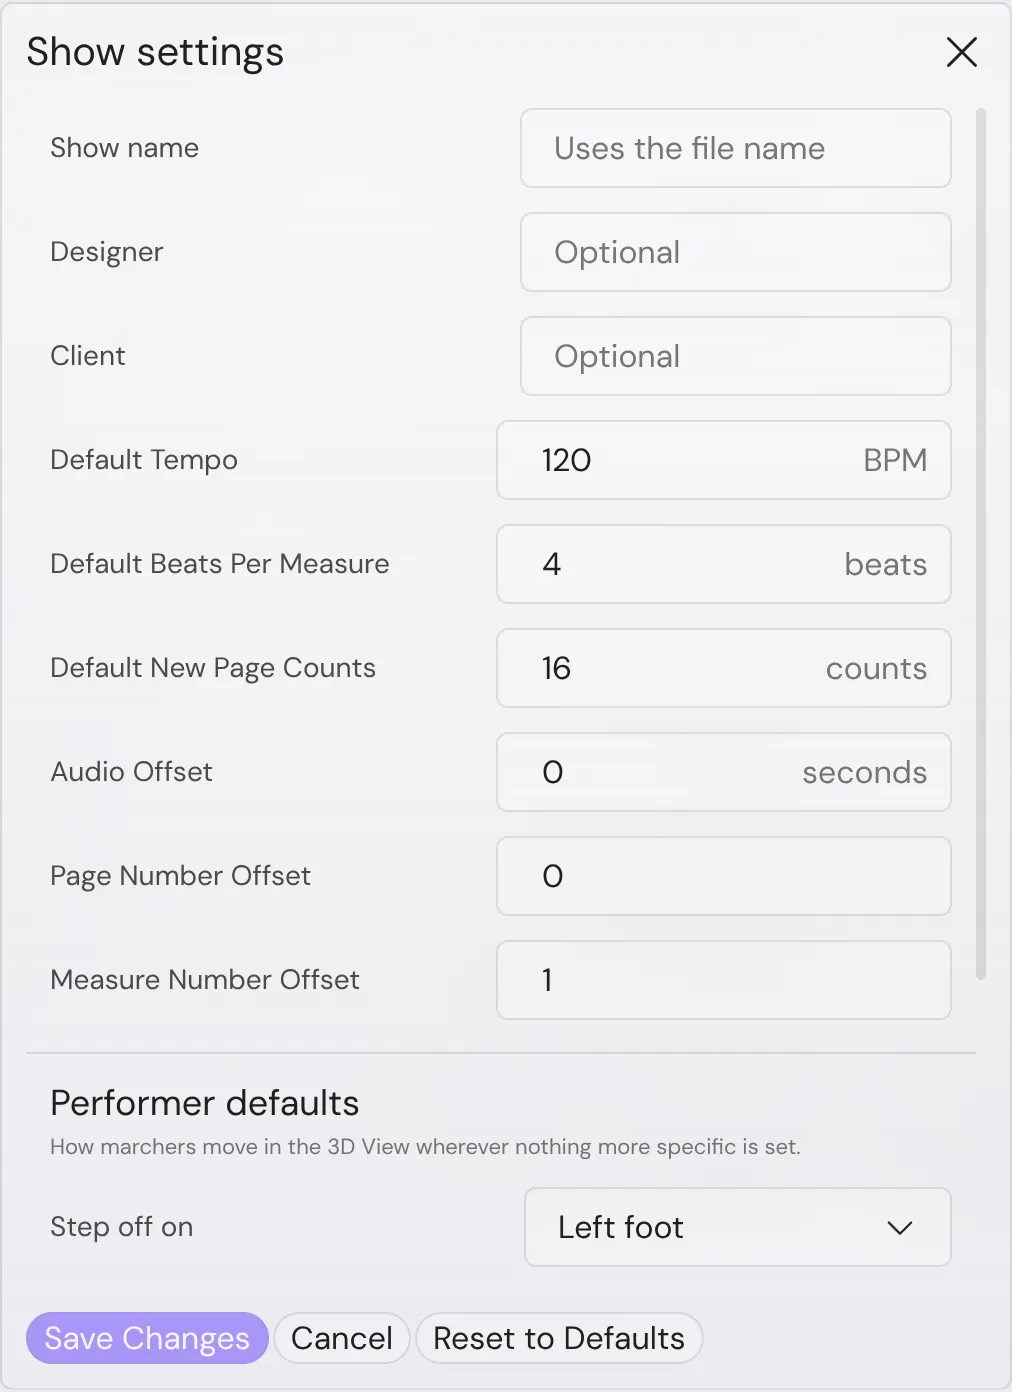 Show settings
Show name
Uses the file name
Designer
Optional
Client
Optional
Default Tempo
120 BPM
Default Beats Per Measure
4 beats
Default New Page Counts
16 counts
Audio Offset
0 seconds
Page Number Offset
0
Measure Number Offset
1
Performer defaults
How marchers move in the 3D View wherever nothing more specific is set.
Step off on
Left foot
Save Changes
Cancel
Reset to Defaults